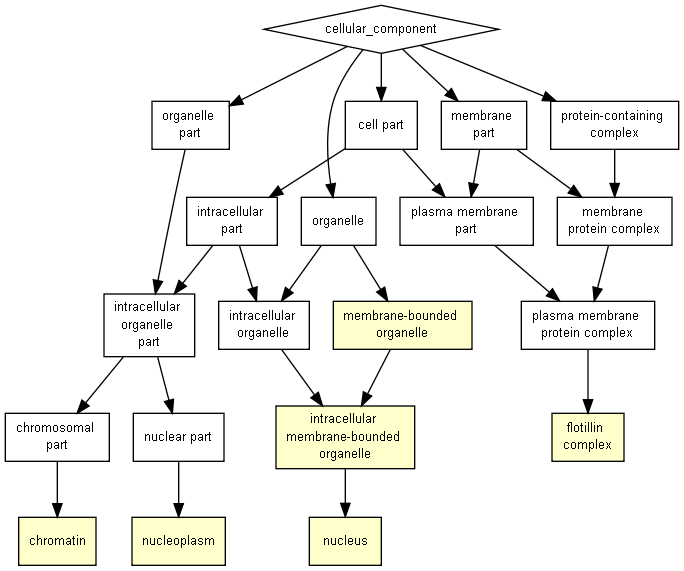 cellular_component
organelle
part
cell part
membrane
part
protein-containing
complex
intracellular
part
organelle
plasma membrane
part
membrane
protein complex
intracellular
organelle
part
intracellular
organelle
membrane-bounded
organelle
plasma membrane
protein complex
chromosomal
part
nuclear part
intracellular
membrane-bounded
organelle
flotillin
complex
chromatin
nucleoplasm
nucleus